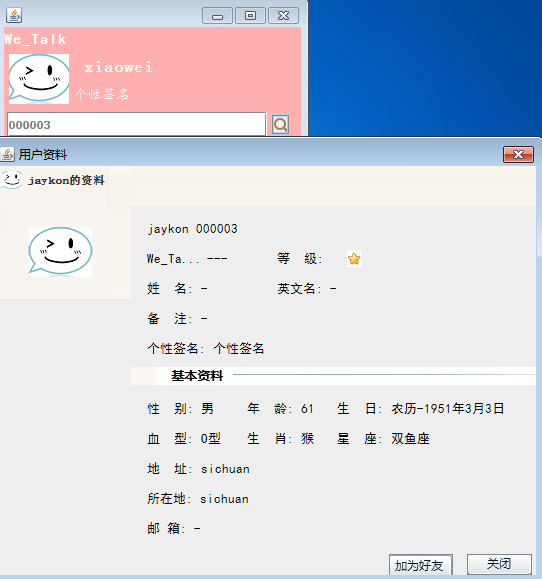 We_Talk
xiaowei
个性签名
000003
用户资料
jaykon的资料
jaykon 000003
We_Ta... --- 等 级:
姓 名: - 英文名: -
备 注: -
个性签名: 个性签名
基本资料
性 别: 男 年 龄: 61 生 日: 农历-1951年3月3日
血 型: O型 生 肖: 猴 星 座: 双鱼座
地 址: sichuan
所在地: sichuan
邮 箱: -
加为好友 关闭